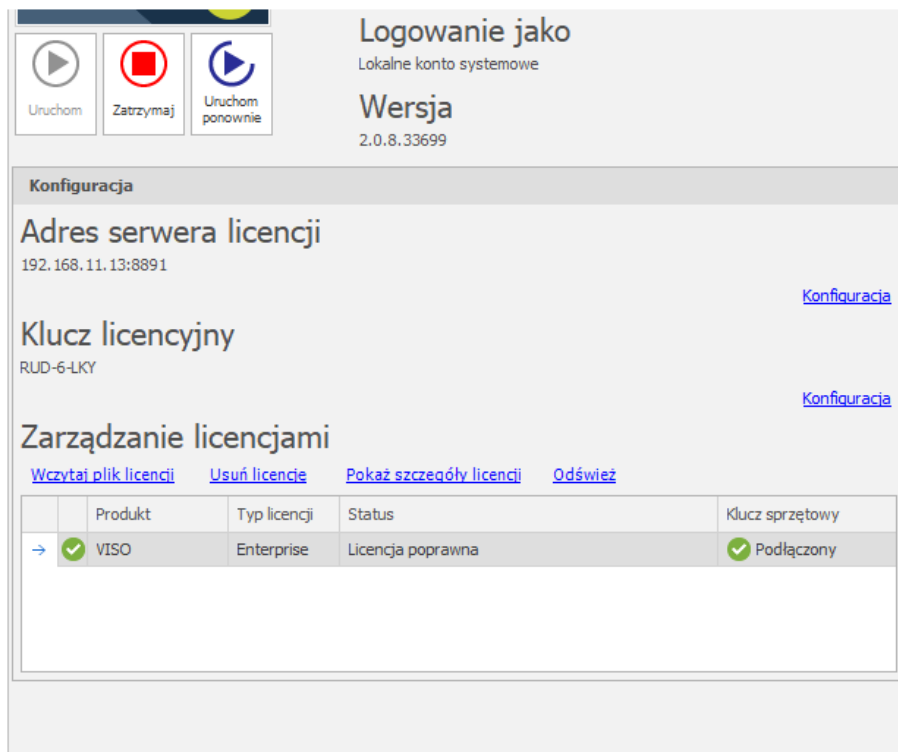 Logowanie jako
Lokalne konto systemowe
Uruchom
Zatrzymaj
Uruchom
ponownie
Wersja
2.0.8.33699
Konfiguracja
Adres serwera licencji
192.168.11.13:8891
Konfiguracja
Klucz licencyjny
RUD-6-LKY
Konfiguracja
Zarządzanie licencjami
Wczytaj plik licencji Usuń licencje Pokaż szczegóły licencji Odśwież
Produkt Typ licencji Status Klucz sprzętowy
VISO Enterprise Licencja poprawna Podłączony